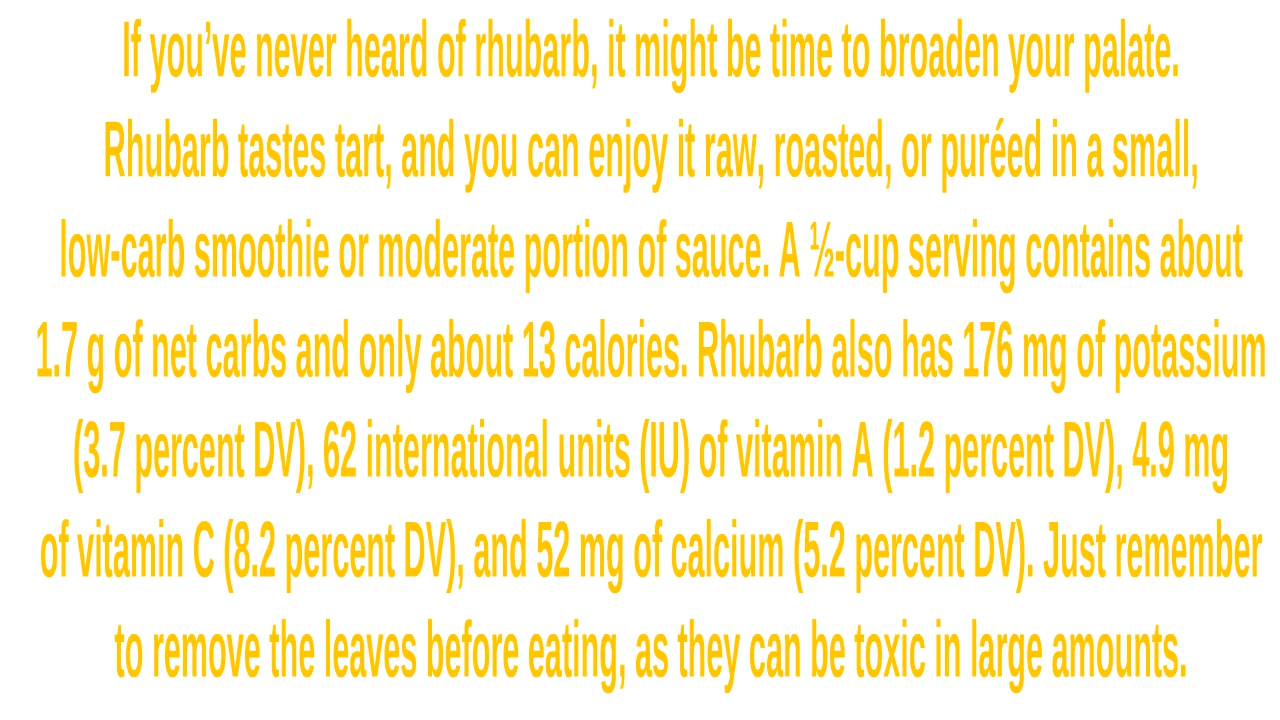 If you’ve never heard of rhubarb, it might be time to broaden your palate.
Rhubarb tastes tart, and you can enjoy it raw, roasted, or puréed in a small,
low-carb smoothie or moderate portion of sauce. A ½-cup serving contains about
1.7 g of net carbs and only about 13 calories. Rhubarb also has 176 mg of potassium
(3.7 percent DV), 62 international units (IU) of vitamin A (1.2 percent DV), 4.9 mg
of vitamin C (8.2 percent DV), and 52 mg of calcium (5.2 percent DV). Just remember
to remove the leaves before eating, as they can be toxic in large amounts.